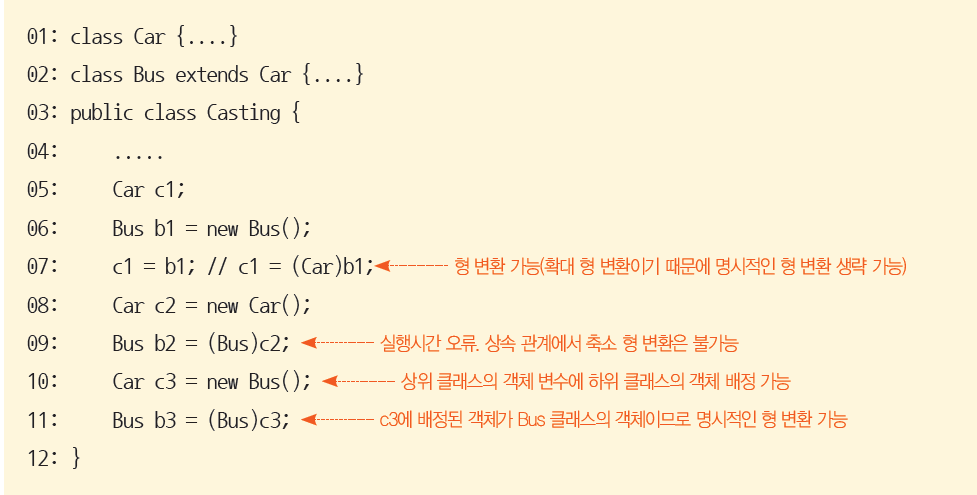 01: class Car {....}
02: class Bus extends Car {....}
03: public class Casting {
04: .....
05: Car c1;
06: Bus b1 = new Bus();
07: c1 = b1; // c1 = (Car)b1; 형 변환 가능(확대 형 변환이기 때문에 명시적인 형 변환 생략 가능)
08: Car c2 = new Car();
09: Bus b2 = (Bus)c2; 실행시간 오류. 상속 관계에서 축소 형 변환은 불가능
10: Car c3 = new Bus(); 상위 클래스의 객체 변수에 하위 클래스의 객체 배정 가능
11: Bus b3 = (Bus)c3; c3에 배정된 객체가 Bus 클래스의 객체이므로 명시적인 형 변환 가능
12: }